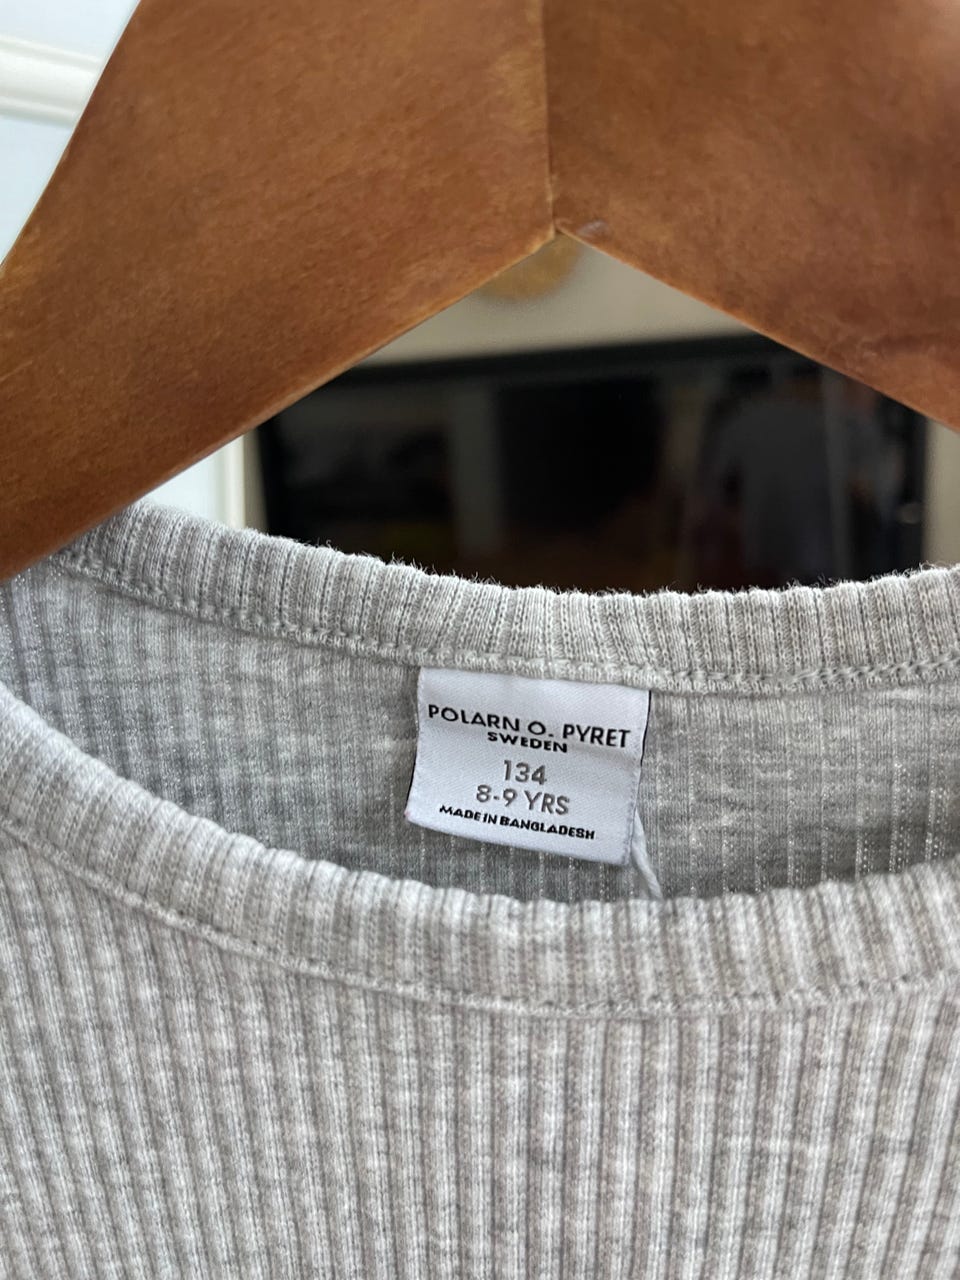 POLARN O. PYRET
SWEDEN
134
8-9 YRS
MADE IN BANGLADESH